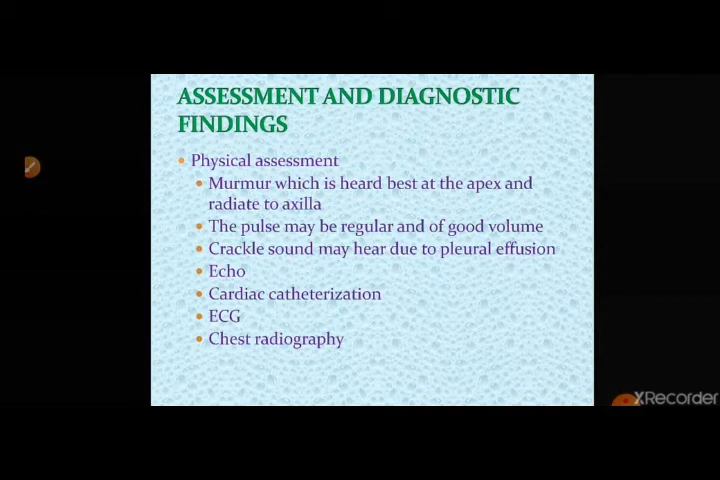 ASSESSMENT AND DIAGNOSTIC
FINDINGS
Physical assessment
Murmur which is heard best at the apex and
radiate to axilla
The pulse may be regular and of good volume
Crackle sound may hear due to pleural effusion
Echo
Cardiac catheterization
ECG
Chest radiography
XRecorder